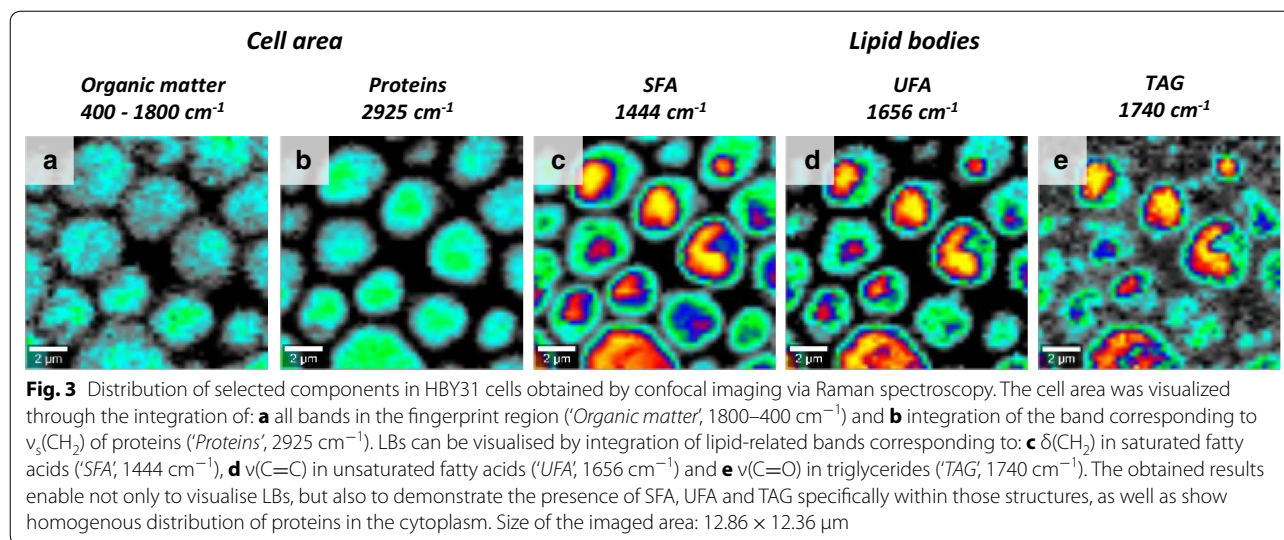 Cell area Lipid bodies
Organic matter Proteins SFA UFA TAG
400 - 1800 cm⁻¹ 2925 cm⁻¹ 1444 cm⁻¹ 1656 cm⁻¹ 1740 cm⁻¹
a b c d e
2 µm 2 µm 2 µm 2 µm 2 µm
Fig. 3 Distribution of selected components in HBY31 cells obtained by confocal imaging via Raman spectroscopy. The cell area was visualized
through the integration of: a all bands in the fingerprint region (‘Organic matter’, 1800–400 cm⁻¹) and b integration of the band corresponding to
νₛ(CH₂) of proteins (‘Proteins’, 2925 cm⁻¹). LBs can be visualised by integration of lipid-related bands corresponding to: c δ(CH₂) in saturated fatty
acids (‘SFA’, 1444 cm⁻¹), d ν(C=C) in unsaturated fatty acids (‘UFA’, 1656 cm⁻¹) and e ν(C=O) in triglycerides (‘TAG’, 1740 cm⁻¹). The obtained results
enable not only to visualise LBs, but also to demonstrate the presence of SFA, UFA and TAG specifically within those structures, as well as show
homogenous distribution of proteins in the cytoplasm. Size of the imaged area: 12.86 × 12.36 µm